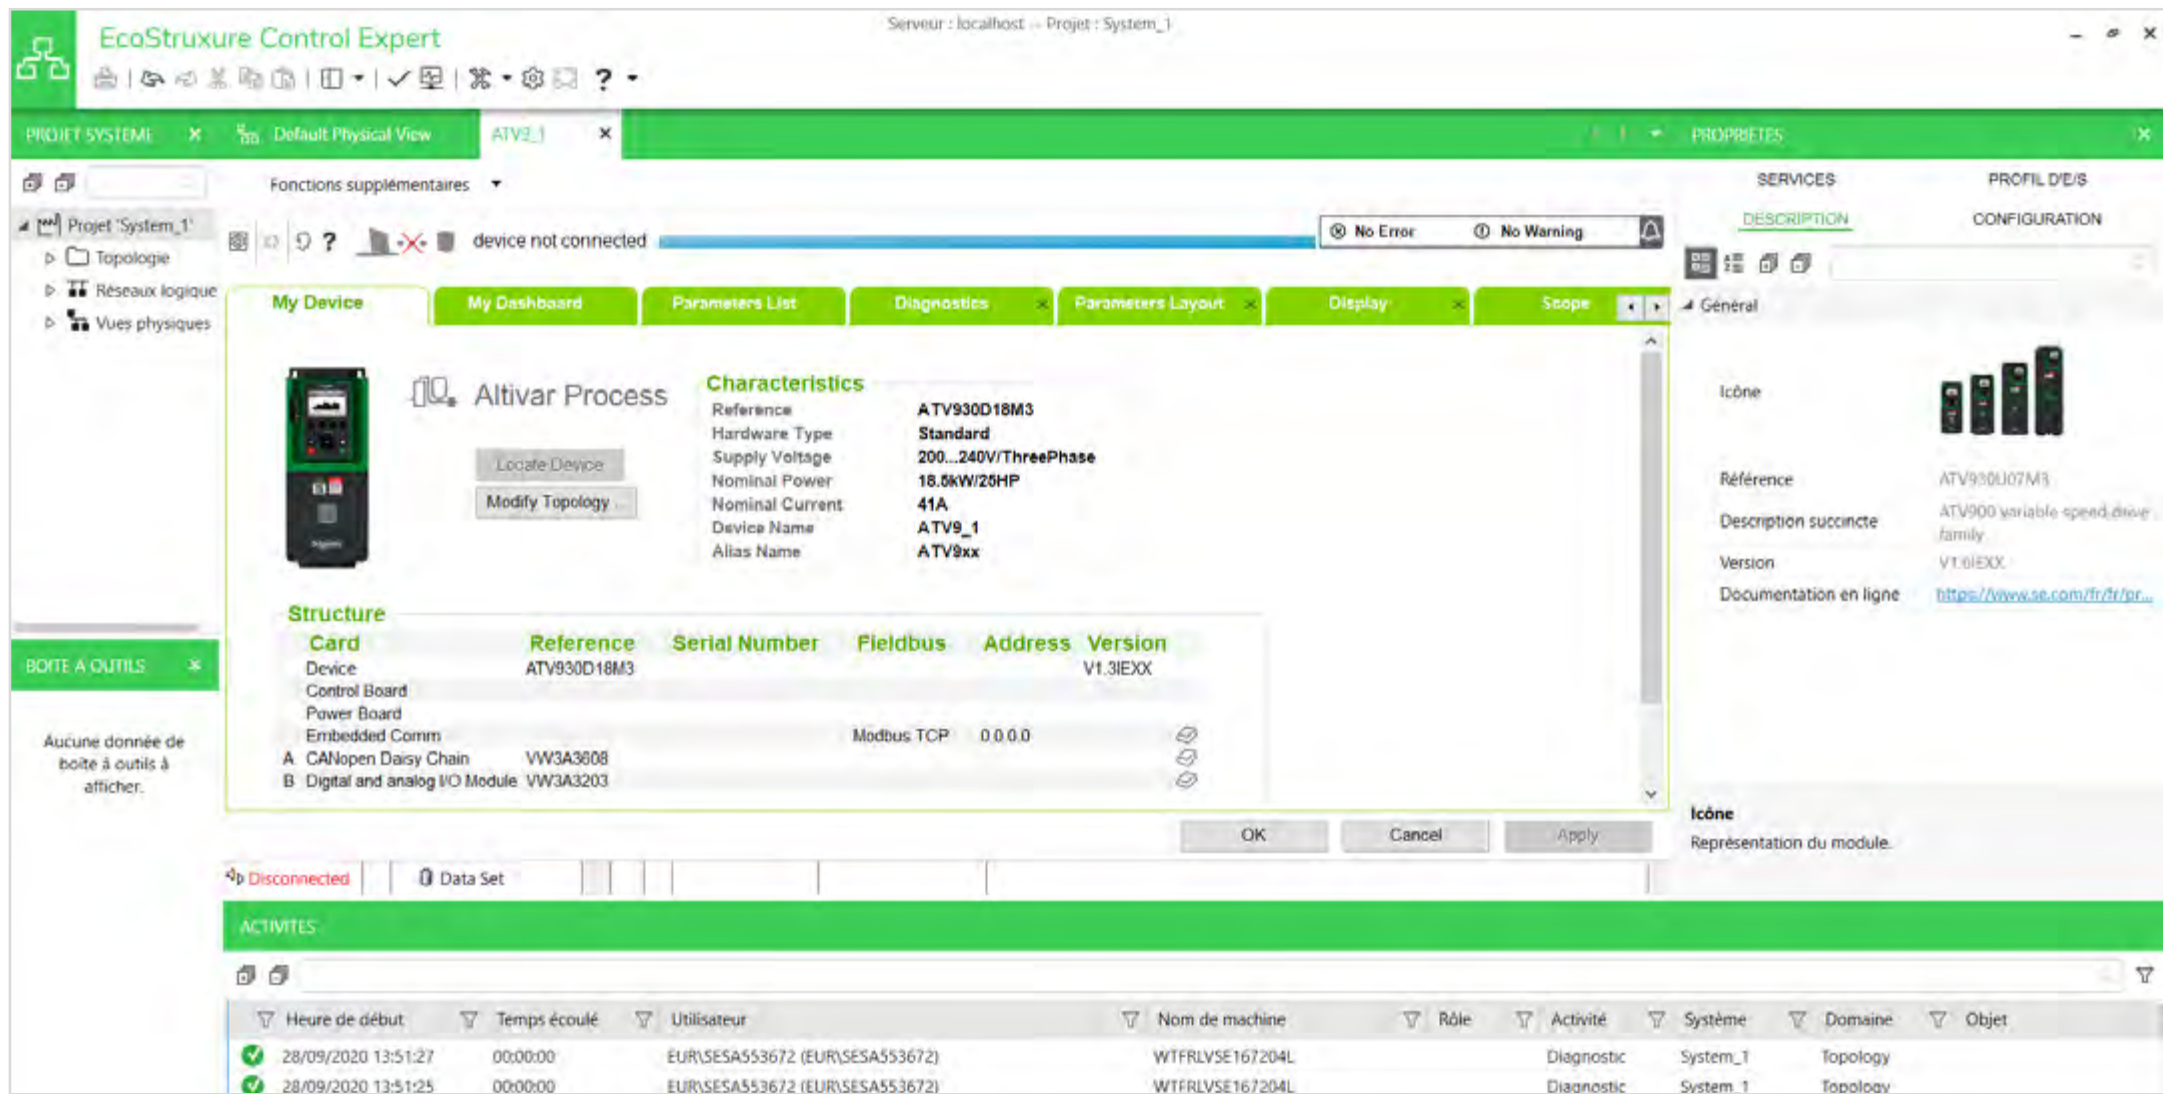 Serveur : localhost -- Projet : System_1
EcoStruxure Control Expert
PROJET SYSTEME
Default Physical View
ATV9_1
PROPRIETES
Fonctions supplémentaires
SERVICES
PROFIL D'E/S
DESCRIPTION
CONFIGURATION
Projet 'System_1'
Topologie
Réseaux logique
Vues physiques
device not connected
No Error
No Warning
My Device
My Dashboard
Parameters List
Diagnostics
Parameters Layout
Display
Scope
Général
Altivar Process
Locate Device
Modify Topology ...
Characteristics
Reference ATV930D18M3
Hardware Type Standard
Supply Voltage 200...240V/ThreePhase
Nominal Power 18.5kW/25HP
Nominal Current 41A
Device Name ATV9_1
Alias Name ATV9xx
Icône
Référence ATV930U07M3
Description succincte ATV900 variable speed drive
family
Version V1.6IEXX
Documentation en ligne https://www.se.com/fr/fr/pr...
Structure
Card Reference Serial Number Fieldbus Address Version
Device ATV930D18M3 V1.3IEXX
Control Board
Power Board
Embedded Comm Modbus TCP 0.0.0.0
A CANopen Daisy Chain VW3A3608
B Digital and analog I/O Module VW3A3203
BOITE A OUTILS
Aucune donnée de
boîte à outils à
afficher.
OK
Cancel
Apply
Icône
Représentation du module.
Disconnected
Data Set
ACTIVITES
Heure de début Temps écoulé Utilisateur Nom de machine Rôle Activité Système Domaine Objet
28/09/2020 13:51:27 00:00:00 EUR\SESA553672 (EUR\SESA553672) WTFRLVSE167204L Diagnostic System_1 Topology
28/09/2020 13:51:25 00:00:00 EUR\SESA553672 (EUR\SESA553672) WTFRLVSE167204L Diagnostic System_1 Topology